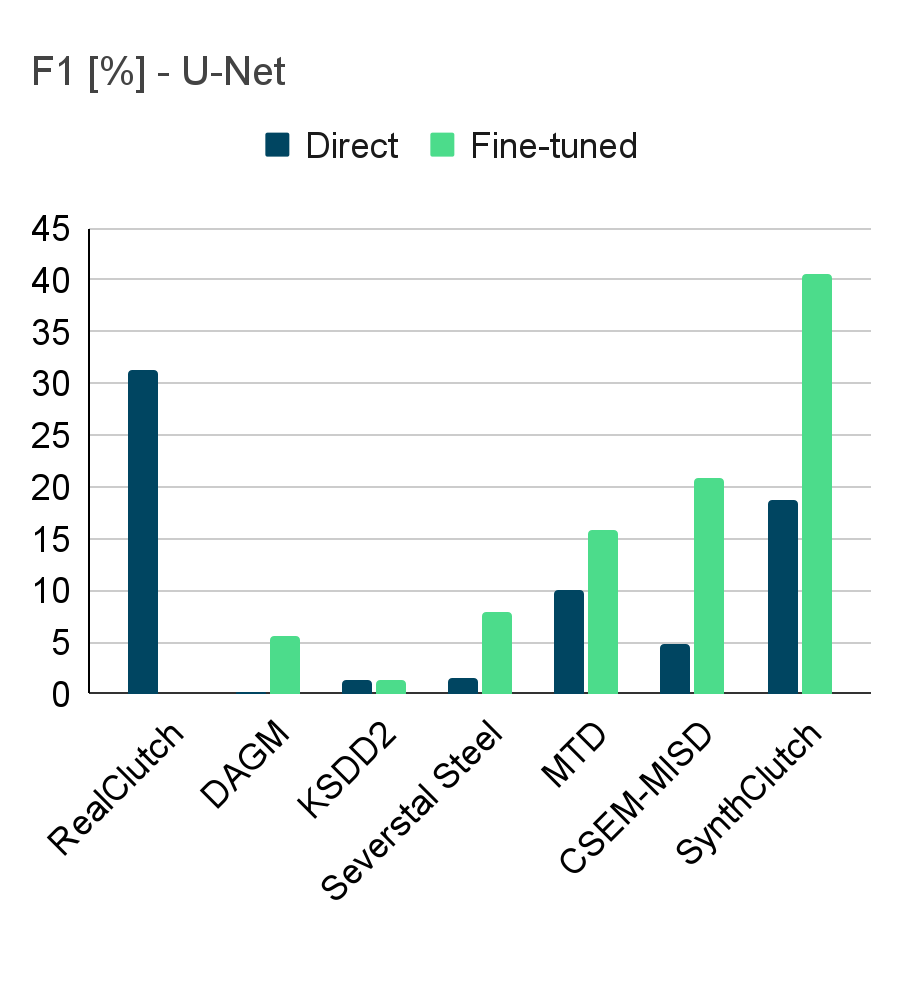 F1 [%] - U-Net
Direct Fine-tuned
45
40
35
30
25
20
15
10
5
0
RealClutch
DAGM
KSDD2
Severstal Steel
MTD
CSEM-MISD
SynthClutch